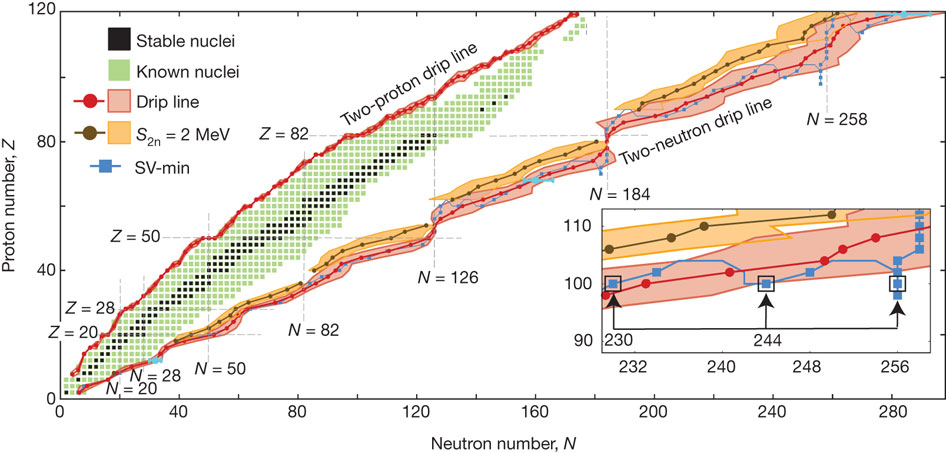 120
80
40
0
Proton number, Z
Stable nuclei
Known nuclei
Drip line
S2n = 2 MeV
SV-min
Two-proton drip line
Z = 82
Z = 50
Z = 28
Z = 20
Two-neutron drip line
N = 258
N = 184
N = 126
N = 82
N = 50
N = 28
N = 20
110
100
90
230
244
256
232
240
248
256
0
40
80
120
160
200
240
280
Neutron number, N